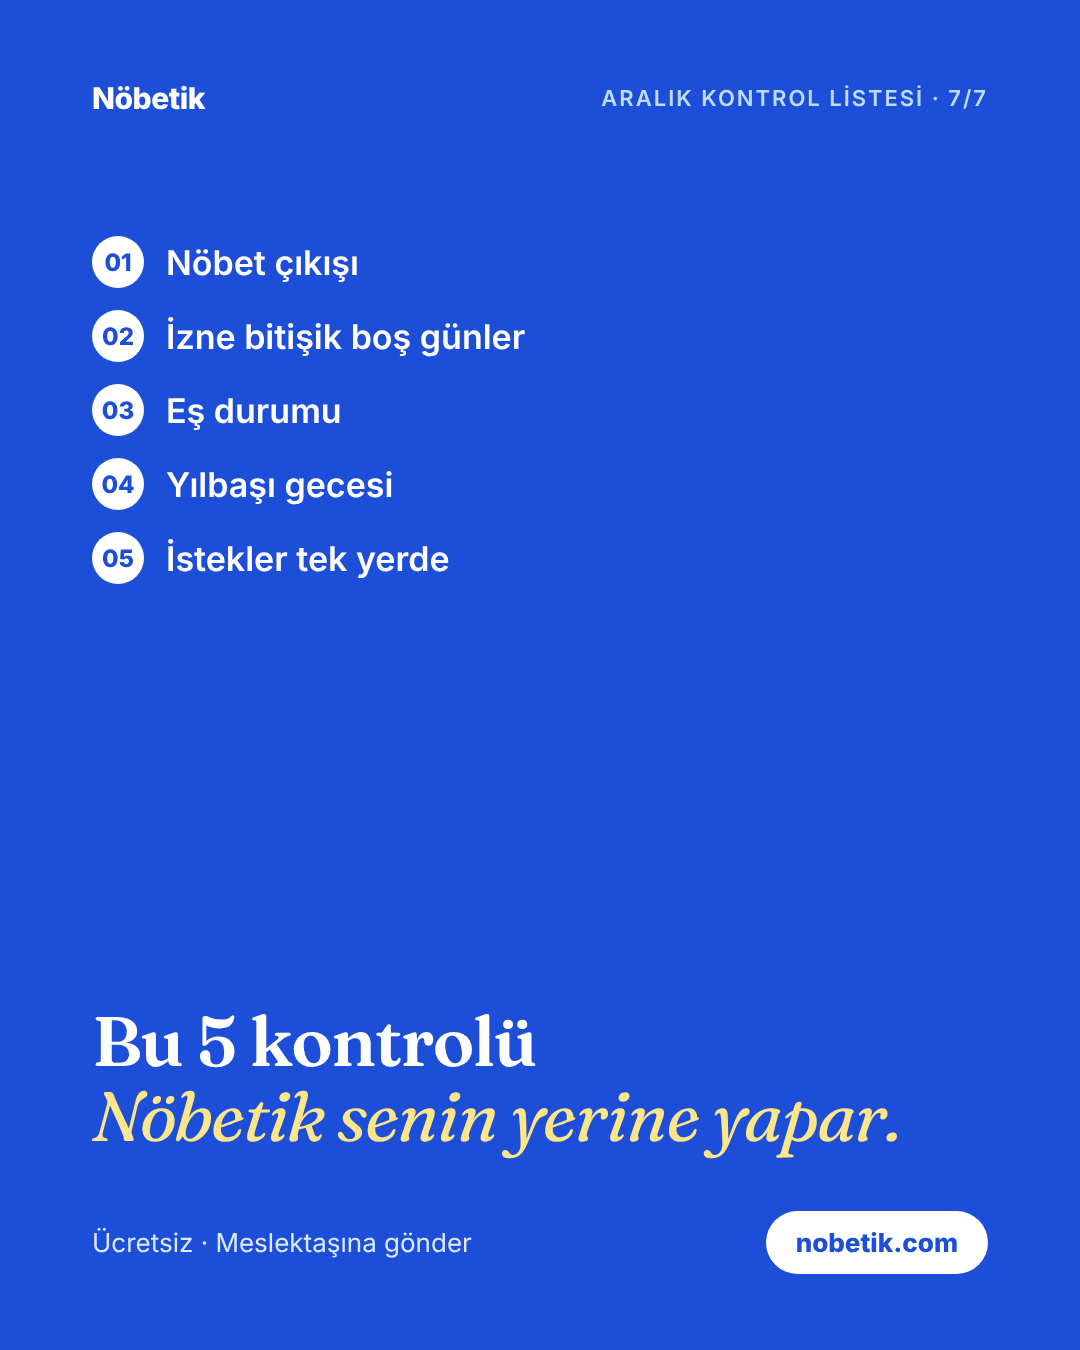 Nöbetik
ARALIK KONTROL LİSTESİ · 7/7
01 Nöbet çıkışı
02 İzne bitişik boş günler
03 Eş durumu
04 Yılbaşı gecesi
05 İstekler tek yerde
Bu 5 kontrolü
Nöbetik senin yerine yapar.
Ücretsiz · Meslektaşına gönder
nobetik.com